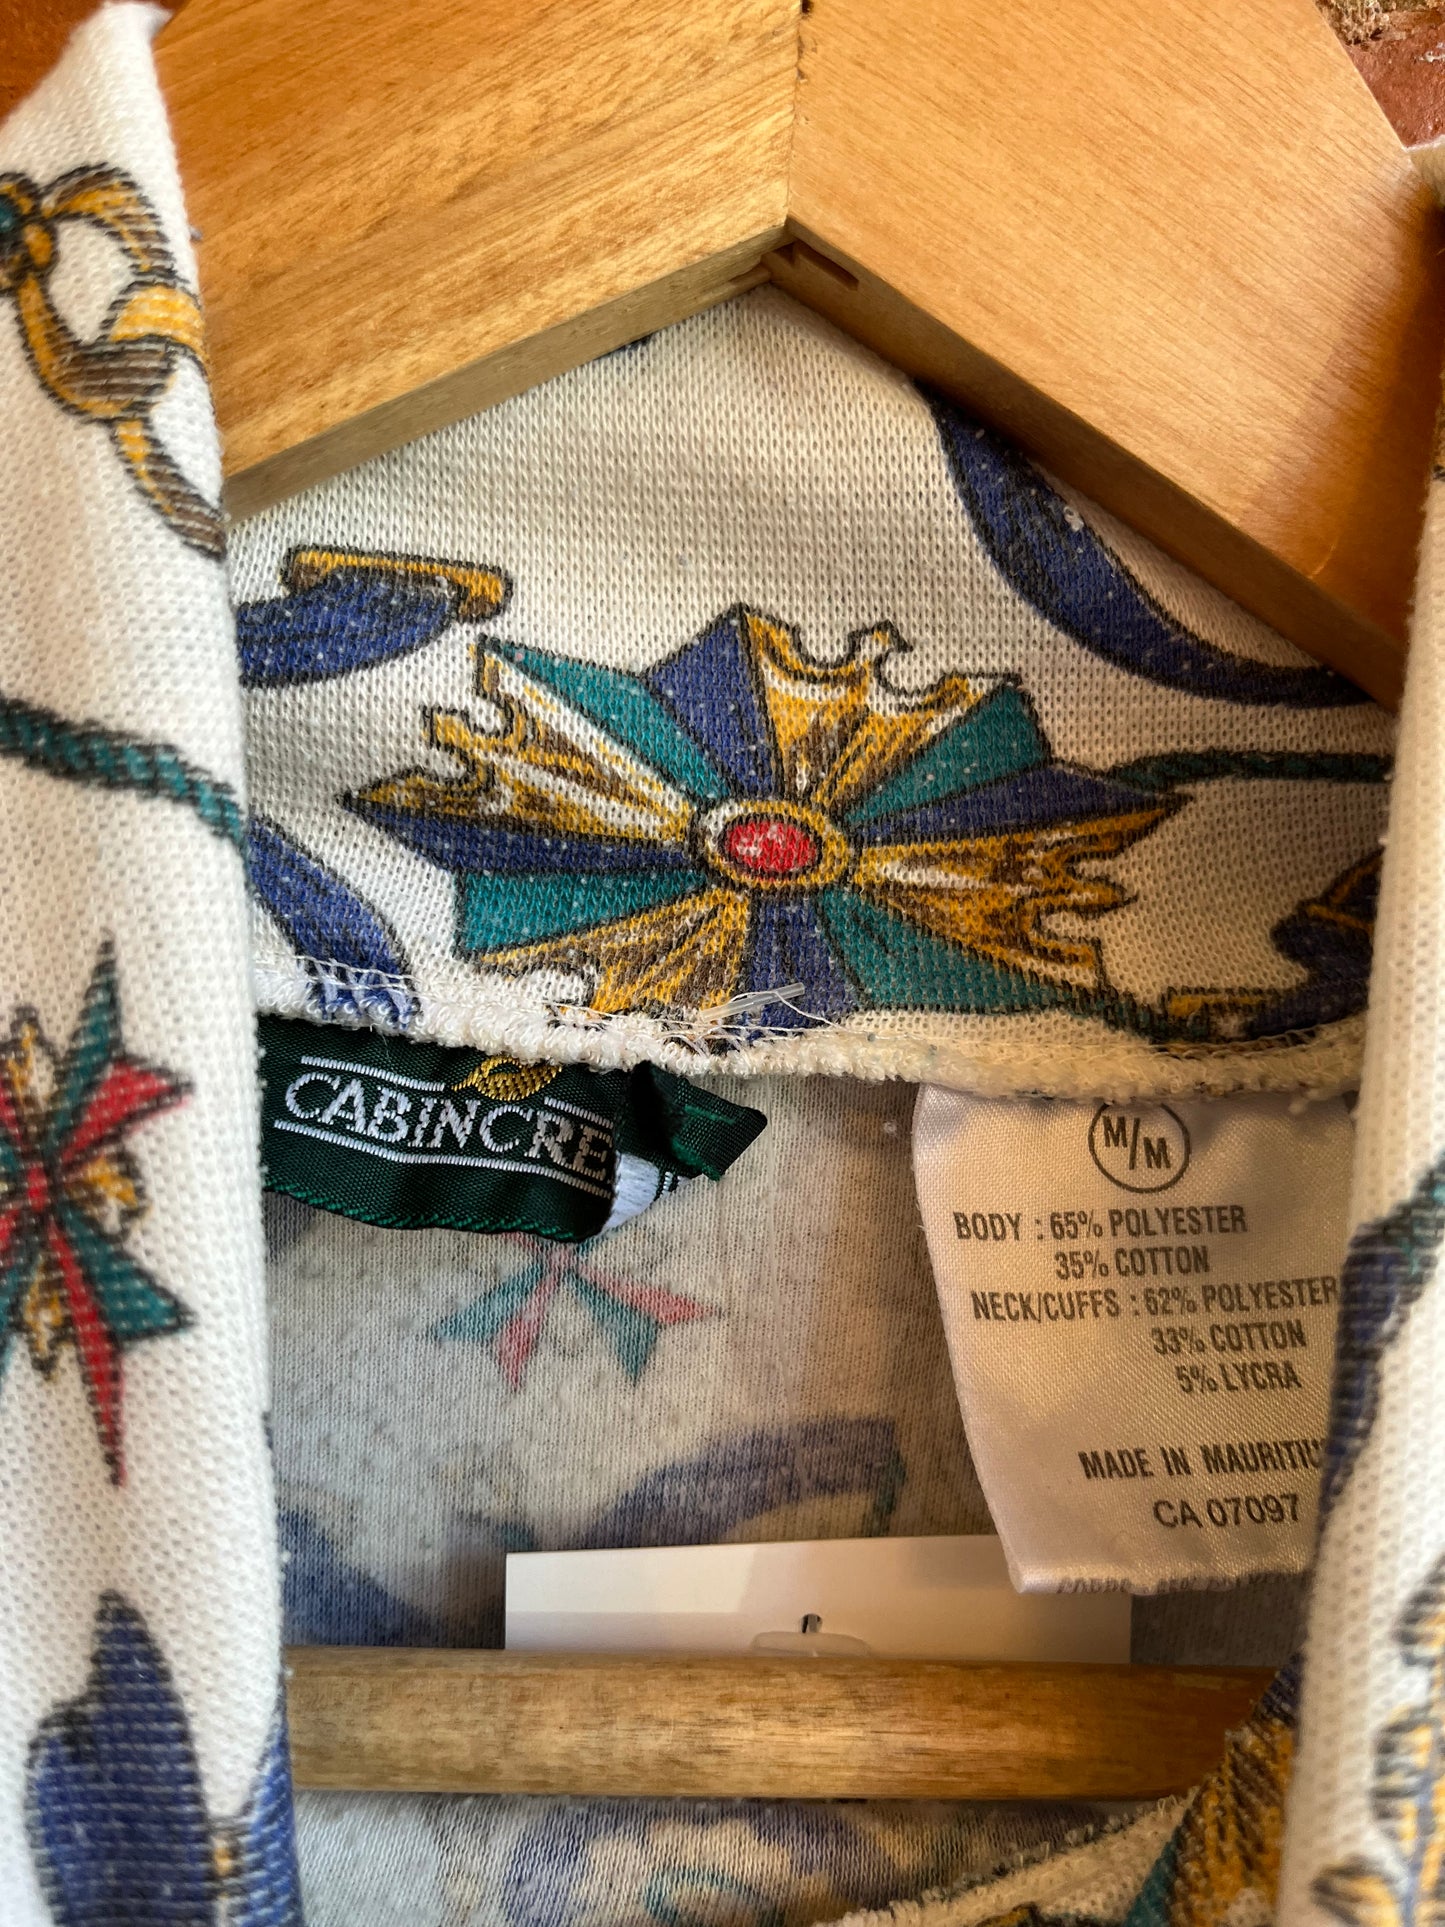 CABINCRE
M/M
BODY : 65% POLYESTER
35% COTTON
NECK/CUFFS : 62% POLYESTER
33% COTTON
5% LYCRA
MADE IN MAURITIU
CA 07097